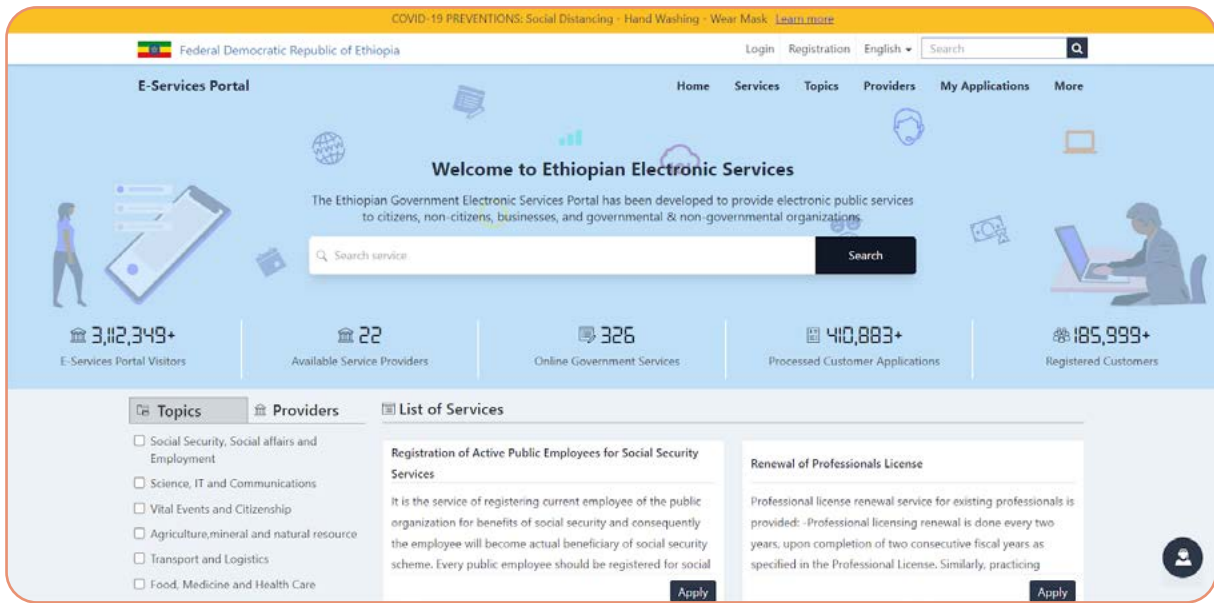 COVID-19 PREVENTIONS: Social Distancing - Hand Washing - Wear Mask Learn more
Federal Democratic Republic of Ethiopia
Login Registration English Search
E-Services Portal
Home Services Topics Providers My Applications More
Welcome to Ethiopian Electronic Services
The Ethiopian Government Electronic Services Portal has been developed to provide electronic public services
to citizens, non-citizens, businesses, and governmental & non-governmental organizations.
Search service
Search
3,112,349+
E-Services Portal Visitors
22
Available Service Providers
326
Online Government Services
410,883+
Processed Customer Applications
185,999+
Registered Customers
Topics
Providers
Social Security, Social affairs and
Employment
Science, IT and Communications
Vital Events and Citizenship
Agriculture,mineral and natural resource
Transport and Logistics
Food, Medicine and Health Care
List of Services
Registration of Active Public Employees for Social Security
Services
It is the service of registering current employee of the public
organization for benefits of social security and consequently
the employee will become actual beneficiary of social security
scheme. Every public employee should be registered for social
Apply
Renewal of Professionals License
Professional license renewal service for existing professionals is
provided: -Professional licensing renewal is done every two
years, upon completion of two consecutive fiscal years as
specified in the Professional License. Similarly, practicing
Apply